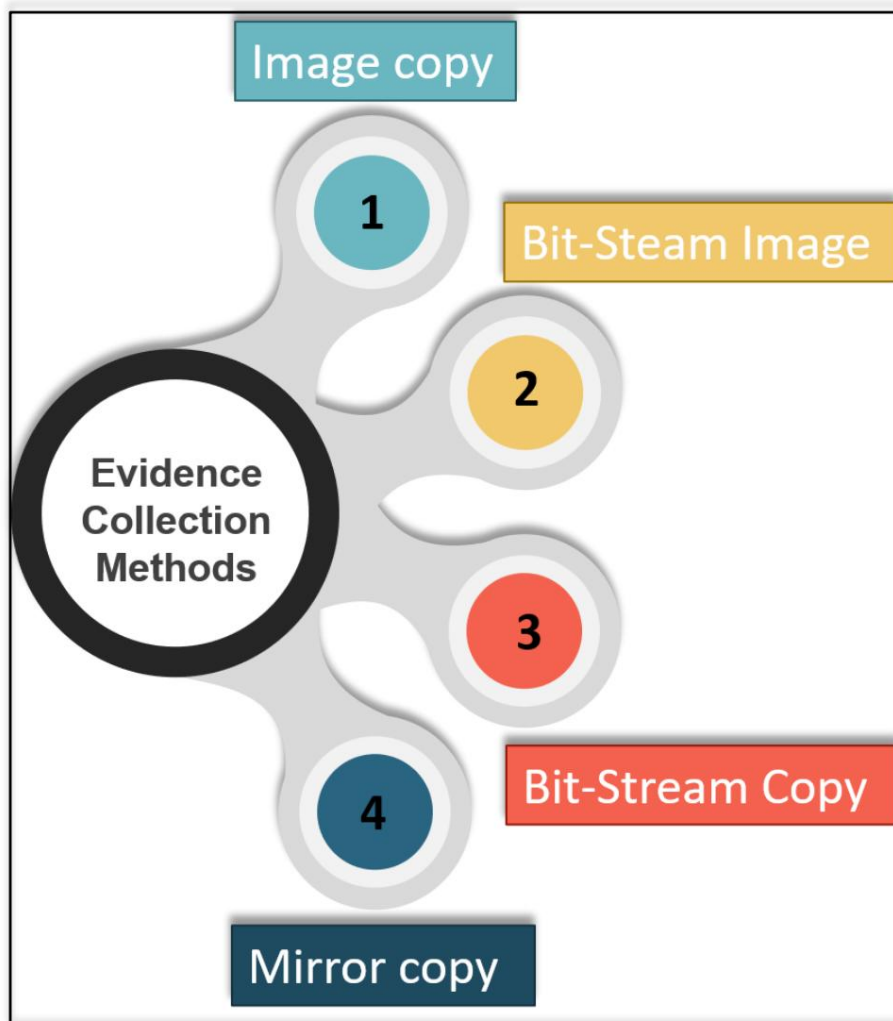 Image copy
1
Bit-Steam Image
2
Evidence
Collection
Methods
3
Bit-Stream Copy
4
Mirror copy